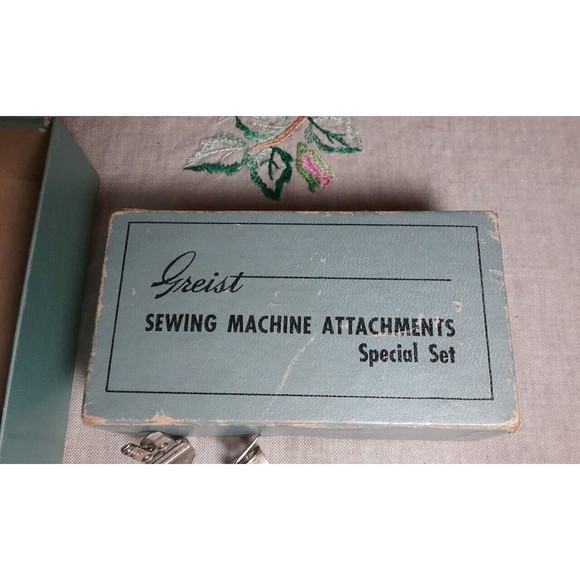 Greist
SEWING MACHINE ATTACHMENTS
Special Set